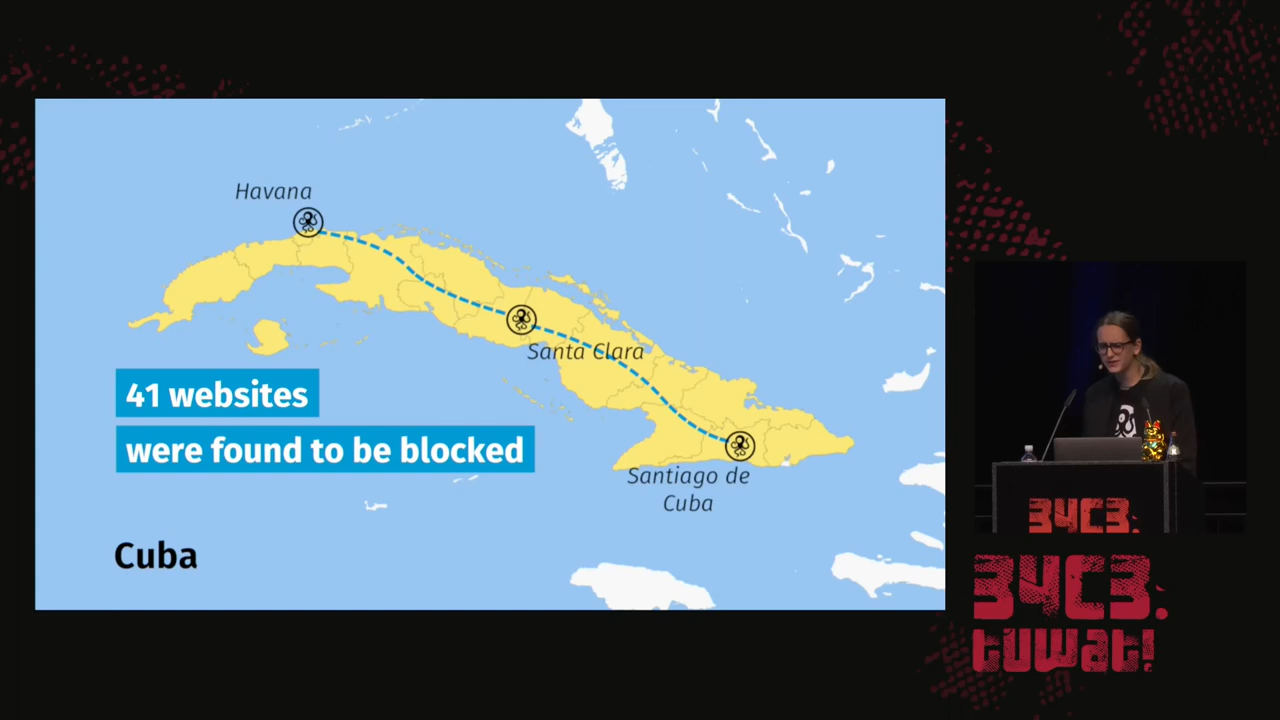 Havana
Santa Clara
41 websites
were found to be blocked
Santiago de
Cuba
Cuba
34C3.
34C3.
tuwat!